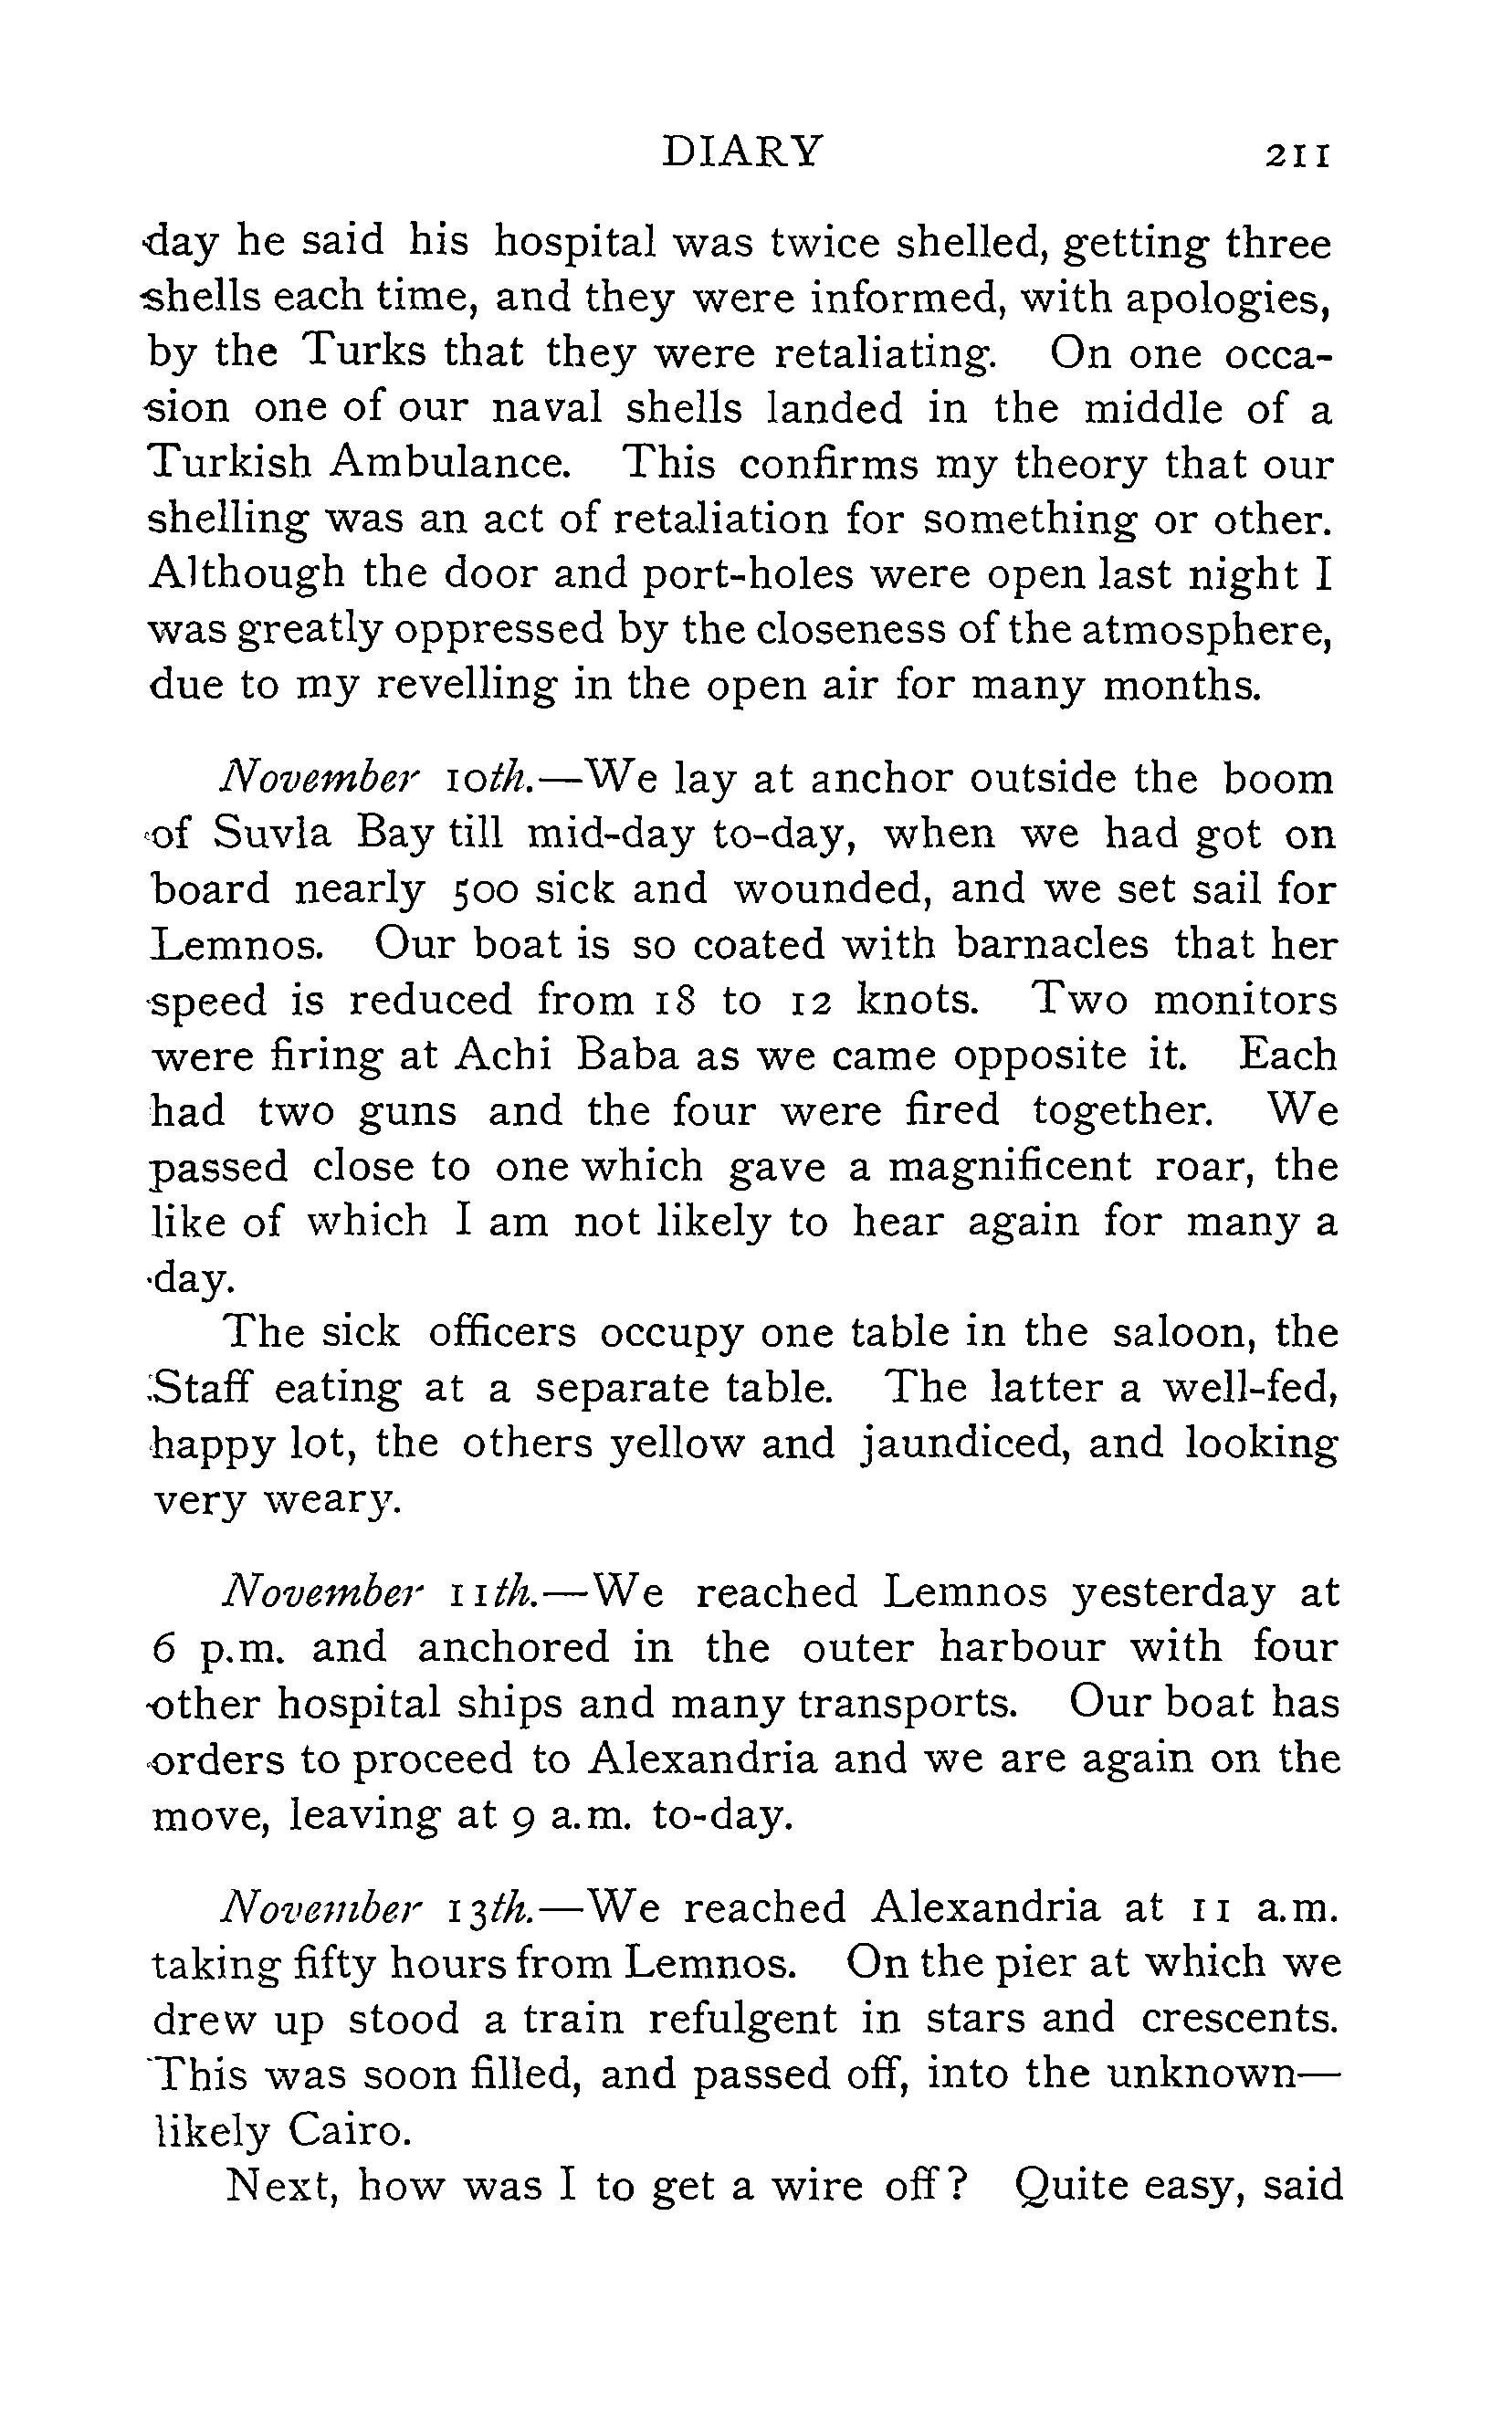 DIARY 211
day he said his hospital was twice shelled, getting three
shells each time, and they were informed, with apologies,
by the Turks that they were retaliating. On one occa-
sion one of our naval shells landed in the middle of a
Turkish Ambulance. This confirms my theory that our
shelling was an act of retaliation for something or other.
Although the door and port-holes were open last night I
was greatly oppressed by the closeness of the atmosphere,
due to my revelling in the open air for many months.
November 10th.—We lay at anchor outside the boom
of Suvla Bay till mid-day to-day, when we had got on
board nearly 500 sick and wounded, and we set sail for
Lemnos. Our boat is so coated with barnacles that her
speed is reduced from 18 to 12 knots. Two monitors
were firing at Achi Baba as we came opposite it. Each
had two guns and the four were fired together. We
passed close to one which gave a magnificent roar, the
like of which I am not likely to hear again for many a
day.
The sick officers occupy one table in the saloon, the
Staff eating at a separate table. The latter a well-fed,
happy lot, the others yellow and jaundiced, and looking
very weary.
November 11th.—We reached Lemnos yesterday at
6 p.m. and anchored in the outer harbour with four
other hospital ships and many transports. Our boat has
orders to proceed to Alexandria and we are again on the
move, leaving at 9 a.m. to-day.
November 13th.—We reached Alexandria at 11 a.m.
taking fifty hours from Lemnos. On the pier at which we
drew up stood a train refulgent in stars and crescents.
This was soon filled, and passed off, into the unknown—
likely Cairo.
Next, how was I to get a wire off? Quite easy, said